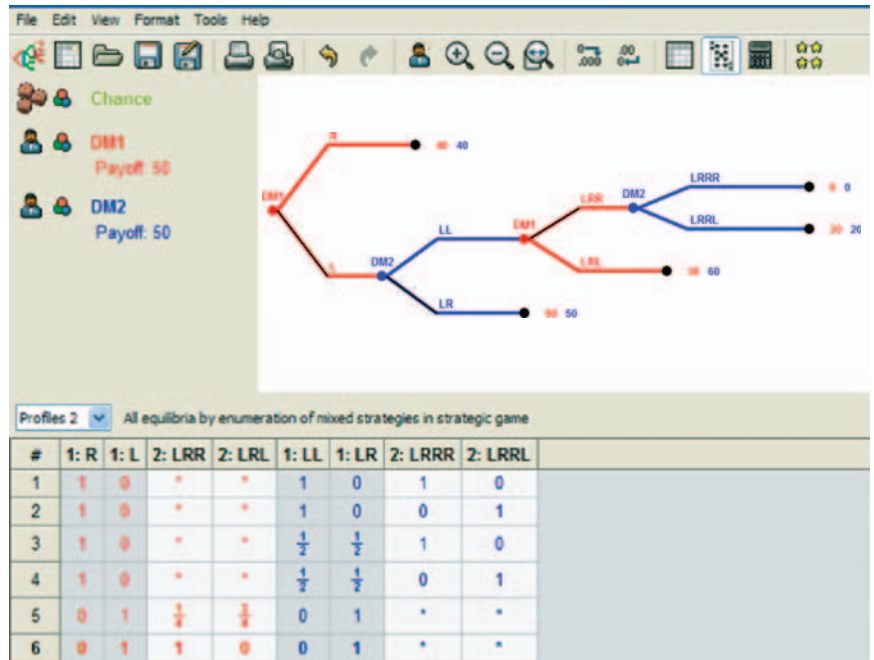 File Edit View Format Tools Help
.000
.00
Chance
DM1
Payoff: 50
DM2
Payoff: 50
R
40 40
DM1
L
DM2
LL
LR
50
DM1
LRR
LRL
60
DM2
LRRR
0
LRRL
20 20
Profiles 2 All equilibria by enumeration of mixed strategies in strategic game
# 1: R 1: L 2: LRR 2: LRL 1: LL 1: LR 2: LRRR 2: LRRL
1 1 0 * * 1 0 1 0
2 1 0 * * 1 0 0 1
3 1 0 * * 1/2 1/2 1 0
4 1 0 * * 1/2 1/2 0 1
5 0 1 1/4 3/4 0 1 * *
6 0 1 1 0 0 1 * *